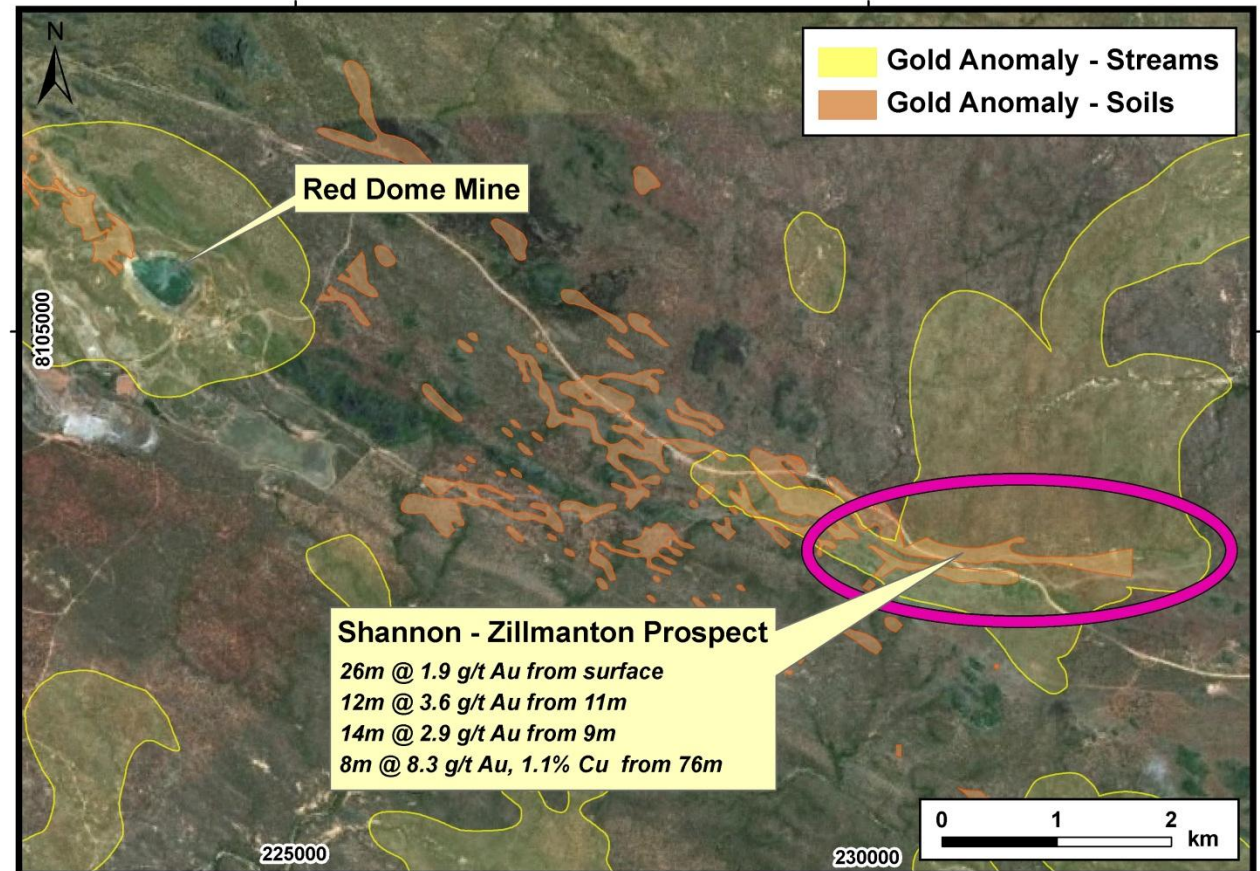 N
Gold Anomaly - Streams
Gold Anomaly - Soils
Red Dome Mine
8105000
Shannon - Zillmanton Prospect
26m @ 1.9 g/t Au from surface
12m @ 3.6 g/t Au from 11m
14m @ 2.9 g/t Au from 9m
8m @ 8.3 g/t Au, 1.1% Cu from 76m
0 1 2
km
225000
230000